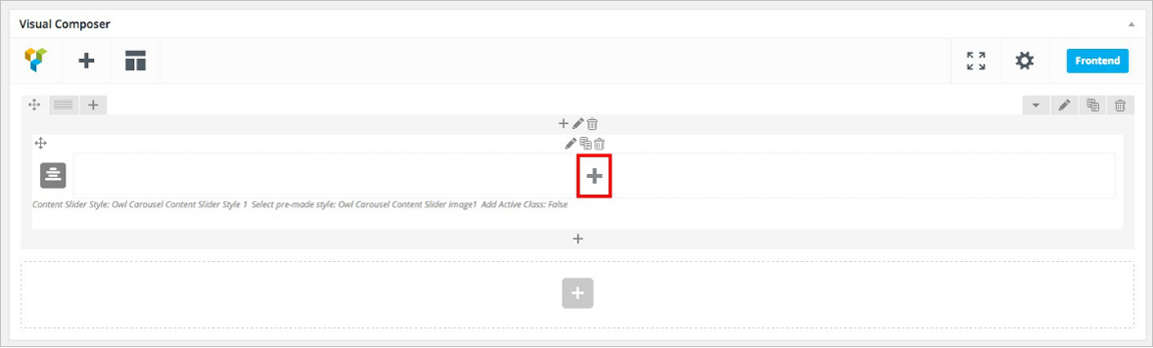 Visual Composer
Frontend
Content Slider Style: Owl Carousel Content Slider Style 1 Select pre-made style: Owl Carousel Content Slider image1 Add Active Class: False